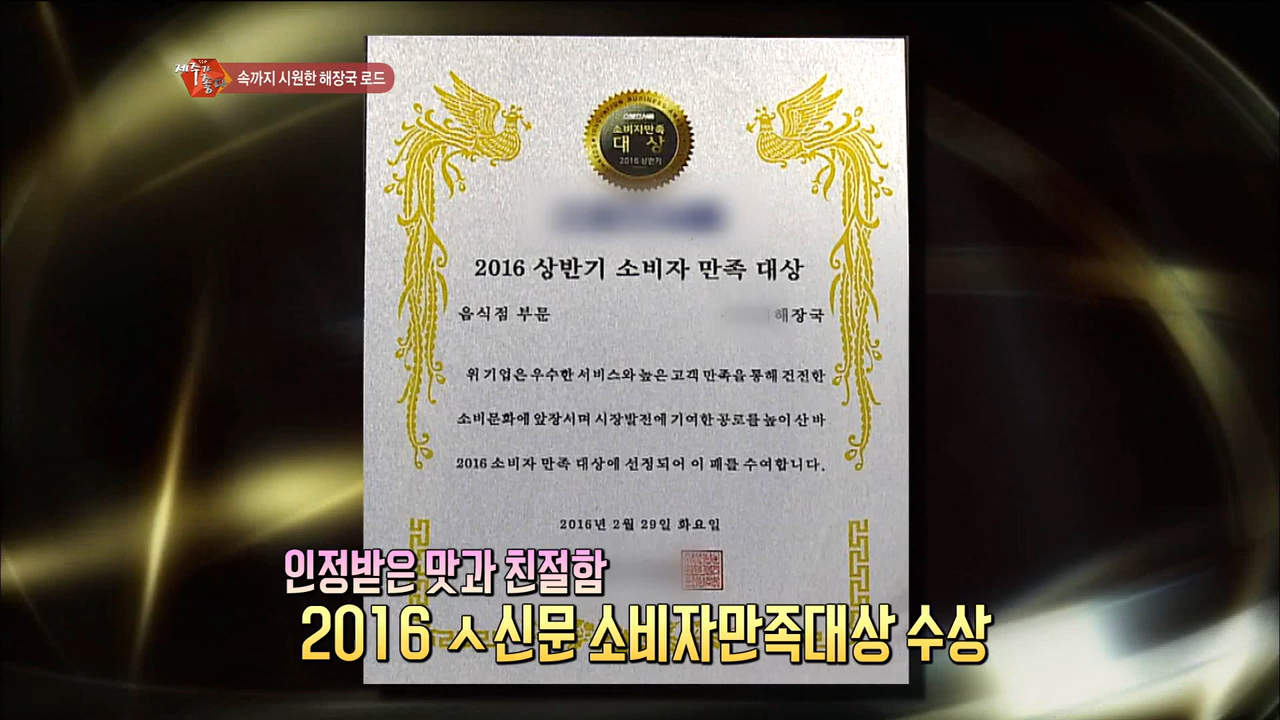 제주가 좋다
속까지 시원한 해장국 로드
소비자만족
대상
2016 상반기
2016 상반기 소비자 만족 대상
음식점 부문
해장국
위 기업은 우수한 서비스와 높은 고객 만족을 통해 건전한
소비문화에 앞장서며 시장발전에 기여한 공로를 높이 산 바
2016 소비자 만족 대상에 선정되어 이 패를 수여합니다.
2016년 2월 29일 화요일
인정받은 맛과 친절함
2016 ㅅ신문 소비자만족대상 수상